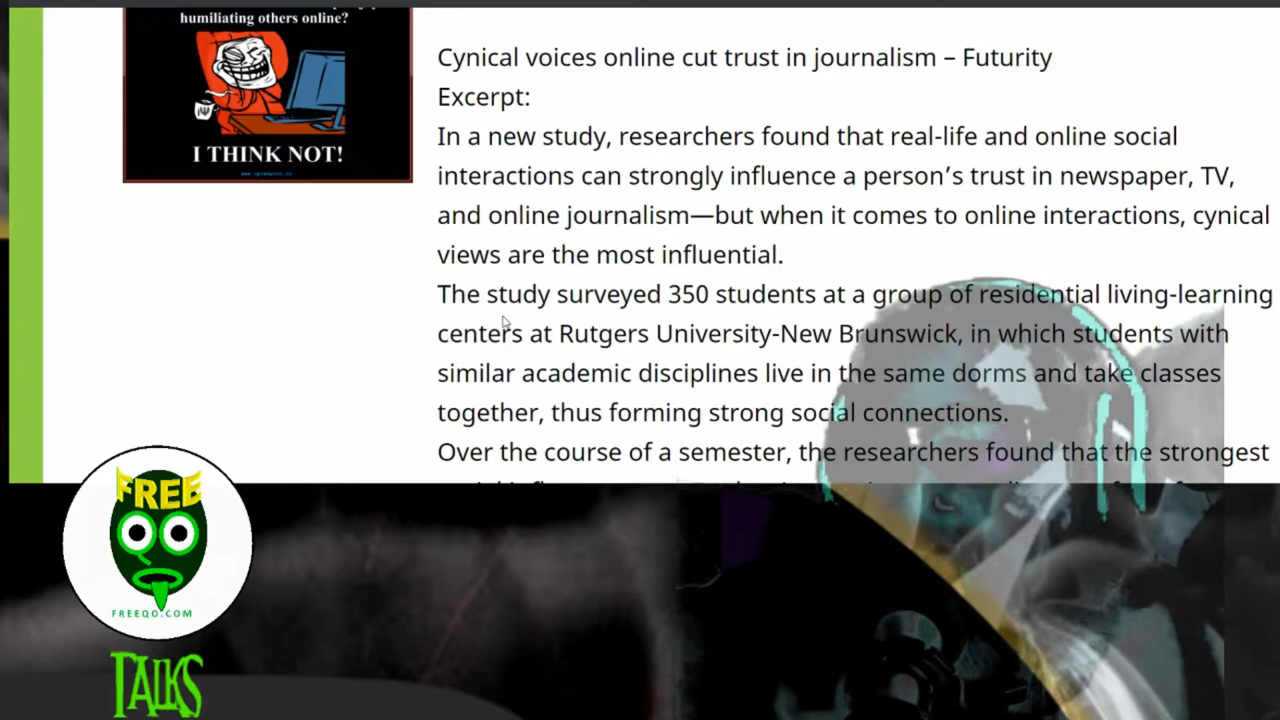 humiliating others online?
I THINK NOT!
Cynical voices online cut trust in journalism – Futurity
Excerpt:
In a new study, researchers found that real-life and online social
interactions can strongly influence a person’s trust in newspaper, TV,
and online journalism—but when it comes to online interactions, cynical
views are the most influential.
The study surveyed 350 students at a group of residential living-learning
centers at Rutgers University-New Brunswick, in which students with
similar academic disciplines live in the same dorms and take classes
together, thus forming strong social connections.
Over the course of a semester, the researchers found that the strongest
FREE
FREEQO.COM
TALKS